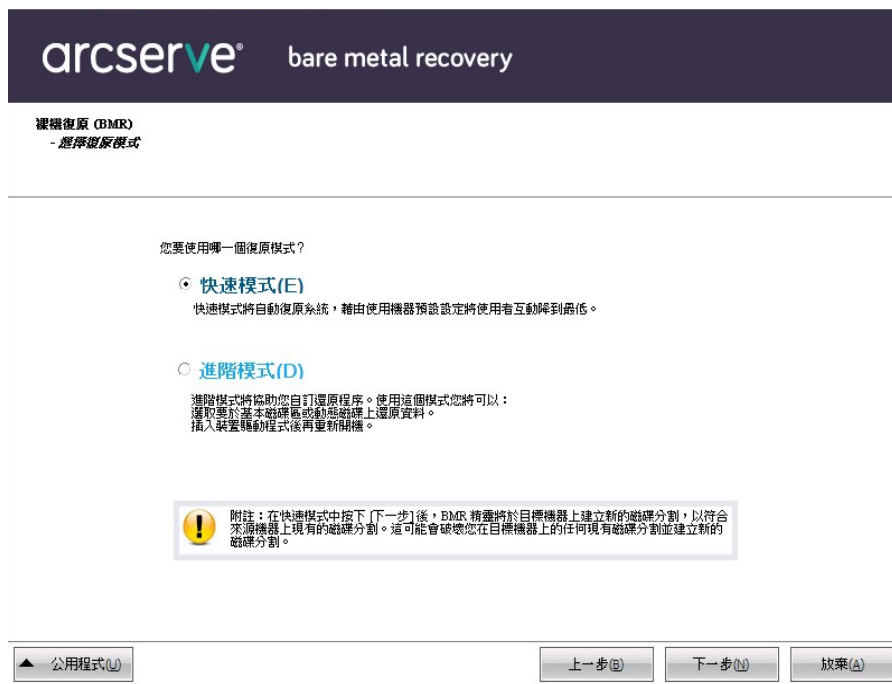 arcserve® bare metal recovery
裸機復原 (BMR)
- 選擇復原模式
您要使用哪一個復原模式？
快速模式(E)
快速模式將自動復原系統，藉由使用機器預設設定將使用者互動降到最低。
進階模式(D)
進階模式將協助您自訂還原程序。使用這個模式您將可以：
選取要於基本磁碟區或動態磁碟上還原資料。
插入裝置驅動程式後再重新開機。
附註：在快速模式中按下 [下一步] 後，BMR 精靈將於目標機器上建立新的磁碟分割，以符合
來源機器上現有的磁碟分割。這可能會破壞您在目標機器上的任何現有磁碟分割並建立新的
磁碟分割。
公用程式(U)
上一步(B)
下一步(N)
放棄(A)